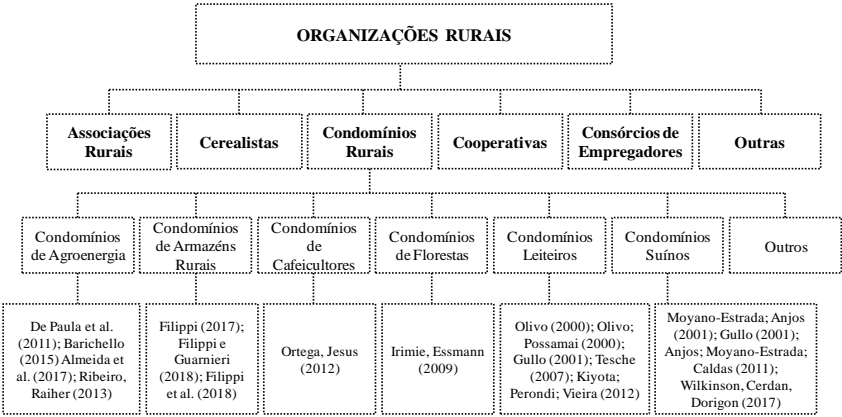 ORGANIZAÇÕES RURAIS
Associações
Rurais
Cerealistas
Condomínios
Rurais
Cooperativas
Consórcios de
Empregadores
Outras
Condomínios
de Agroenergia
Condomínios
de Armazéns
Rurais
Condomínios
de
Cafeicultores
Condomínios
de Florestas
Condomínios
Leiteiros
Condomínios
Suínos
Outros
De Paula et al.
(2011); Barichello
(2015) Almeida et
al. (2017); Ribeiro,
Raiher (2013)
Filippi (2017);
Filippi e
Guarnieri
(2018); Filippi
et al. (2018)
Ortega, Jesus
(2012)
Irimie, Essmann
(2009)
Olivo (2000); Olivo;
Possamai (2000);
Gullo (2001); Tesche
(2007); Kiyota;
Perondi; Vieira (2012)
Moyano-Estrada; Anjos
(2001); Gullo (2001);
Anjos; Moyano-Estrada;
Caldas (2011);
Wilkinson, Cerdan,
Dorigon (2017)